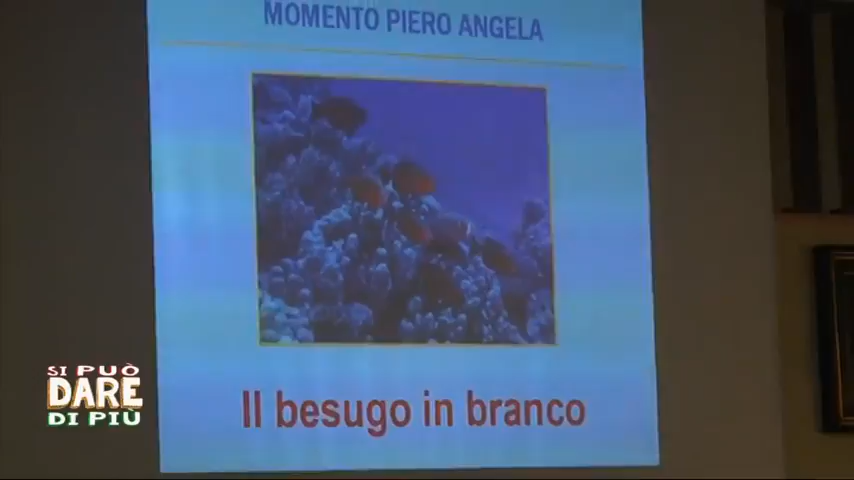 MOMENTO PIERO ANGELA
Il besugo in branco
SI PUÒ
DARE
DI PIÙ